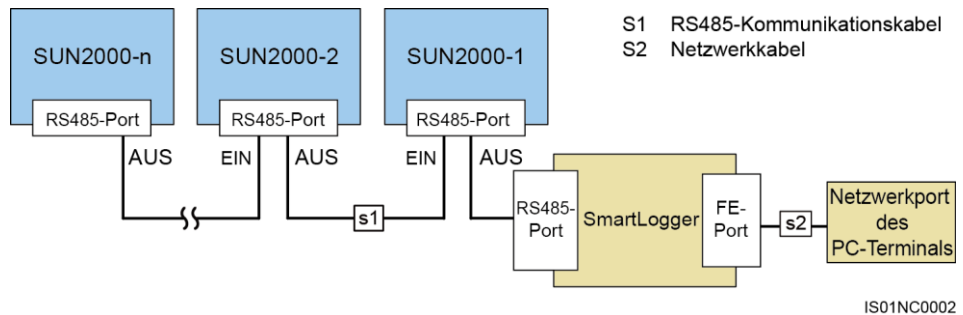 S1 RS485-Kommunikationskabel
S2 Netzwerkkabel
SUN2000-n
SUN2000-2
SUN2000-1
RS485-Port
RS485-Port
RS485-Port
AUS
EIN
AUS
EIN
AUS
s1
RS485-
Port
SmartLogger
FE-
Port
s2
Netzwerkport
des
PC-Terminals
IS01NC0002